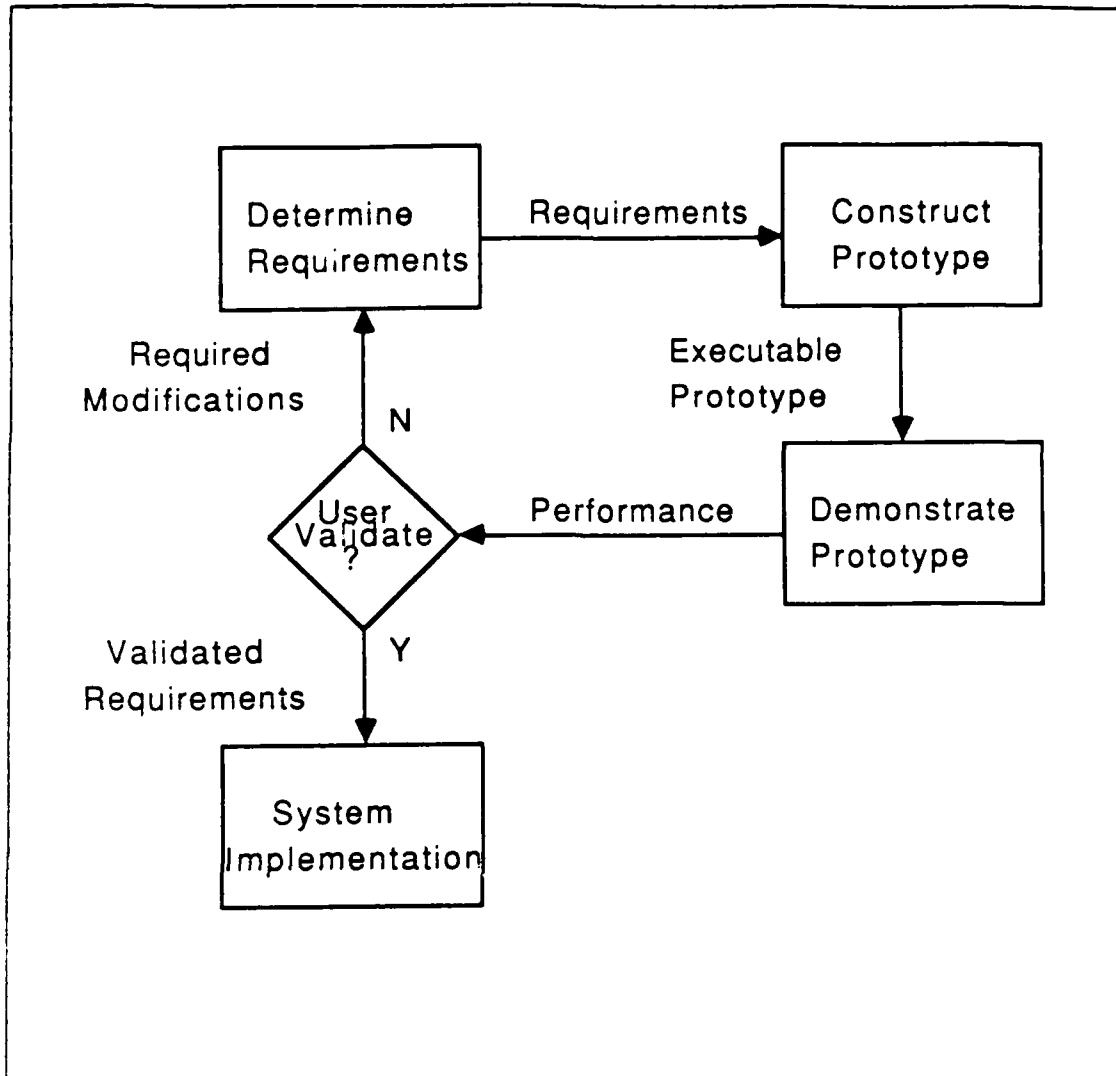 Determine
Requirements
Requirements
Construct
Prototype
Required
Modifications
N
Executable
Prototype
User
Validate
?
Performance
Demonstrate
Prototype
Validated
Requirements
Y
System
Implementation